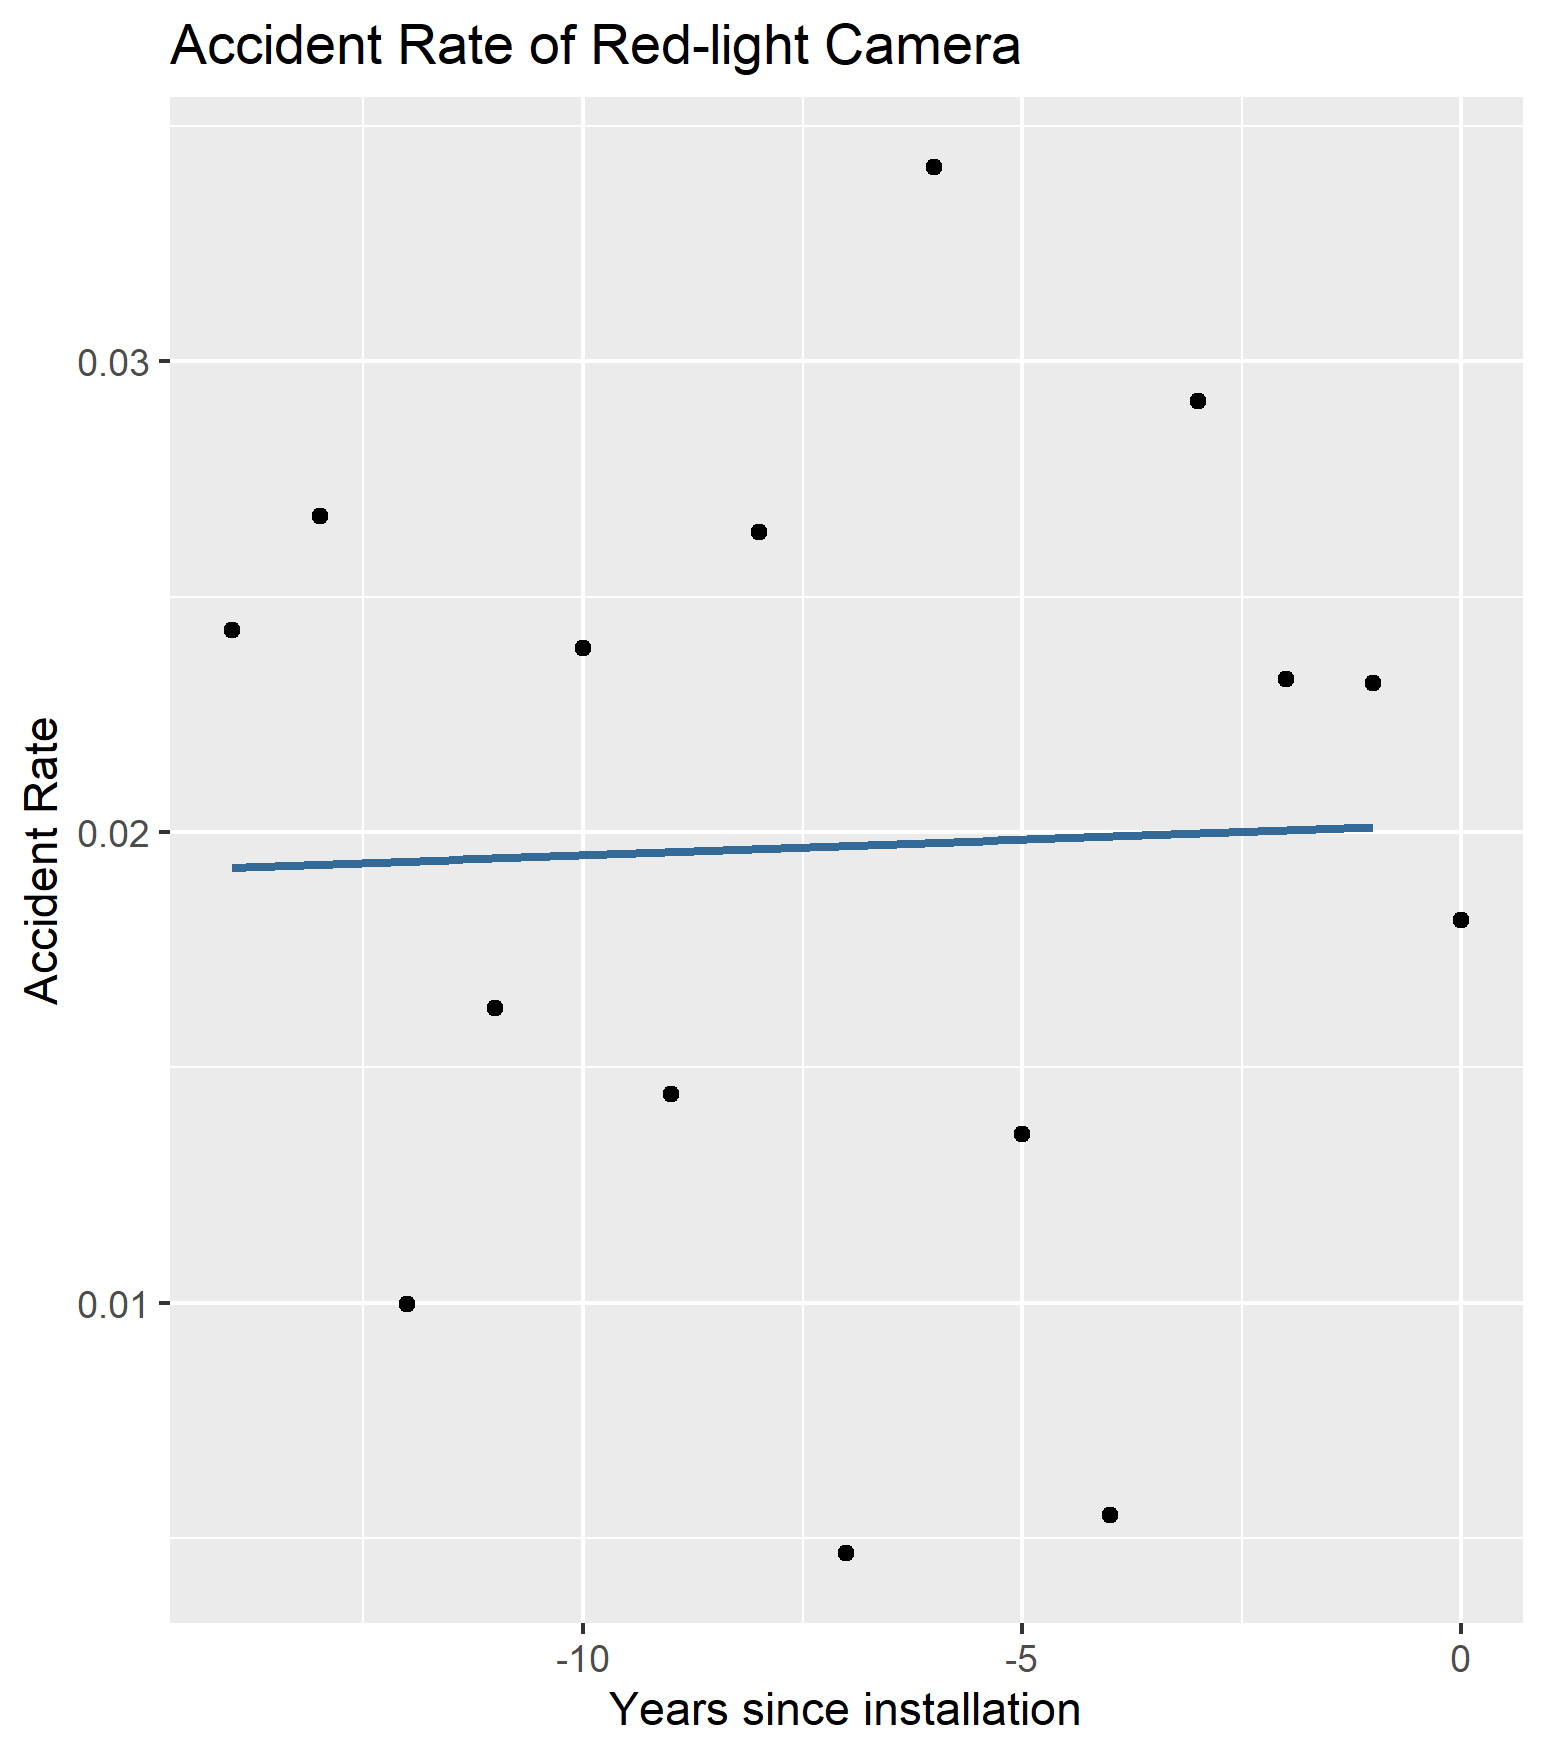 Accident Rate of Red-light Camera
Accident Rate
0.03
0.02
0.01
-10
-5
0
Years since installation